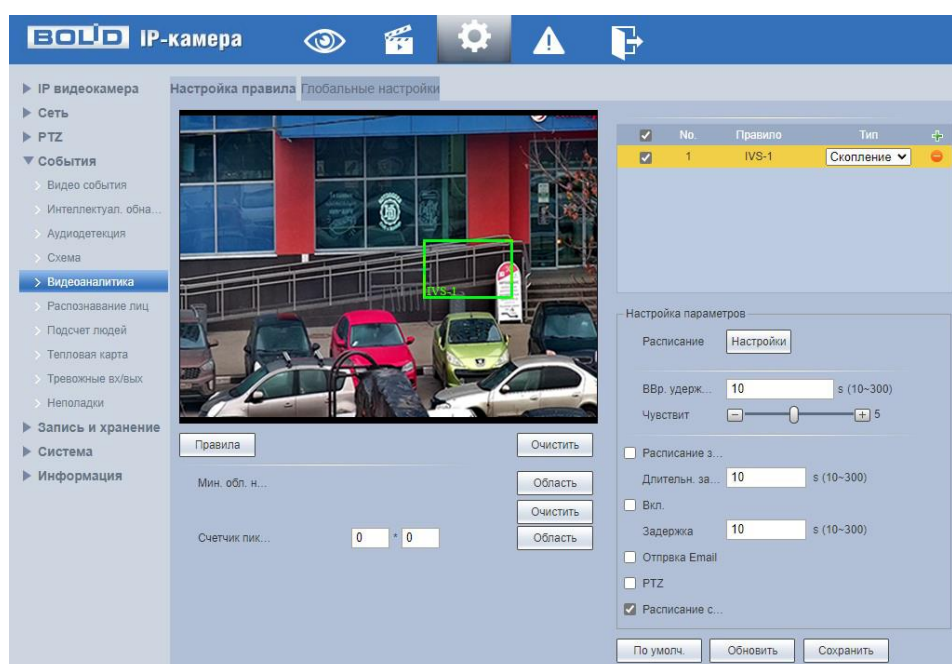 BOLID IP-камера
IP видеокамера
Сеть
PTZ
События
Видео события
Интеллектуал. обна...
Аудиодетекция
Схема
Видеоаналитика
Распознавание лиц
Подсчет людей
Тепловая карта
Тревожные вх/вых
Неполадки
Запись и хранение
Система
Информация
Настройка правила Глобальные настройки
IVS-1
Правила Очистить
Мин. обл. н... Область
Очистить
Счетчик пик... 0 * 0 Область
No. Правило Тип
1 IVS-1 Скопление
Настройка параметров
Расписание Настройки
ВВр. удерж... 10 s (10~300)
Чувствит 5
Расписание з...
Длительн. за... 10 s (10~300)
Вкл.
Задержка 10 s (10~300)
Отпрвка Email
PTZ
Расписание с...
По умолч. Обновить Сохранить